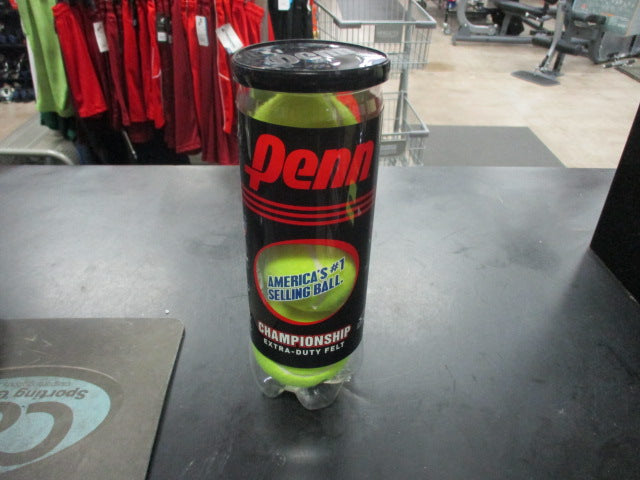 Penn
AMERICA'S #1
SELLING BALL.
CHAMPIONSHIP
EXTRA-DUTY FELT
Sporting